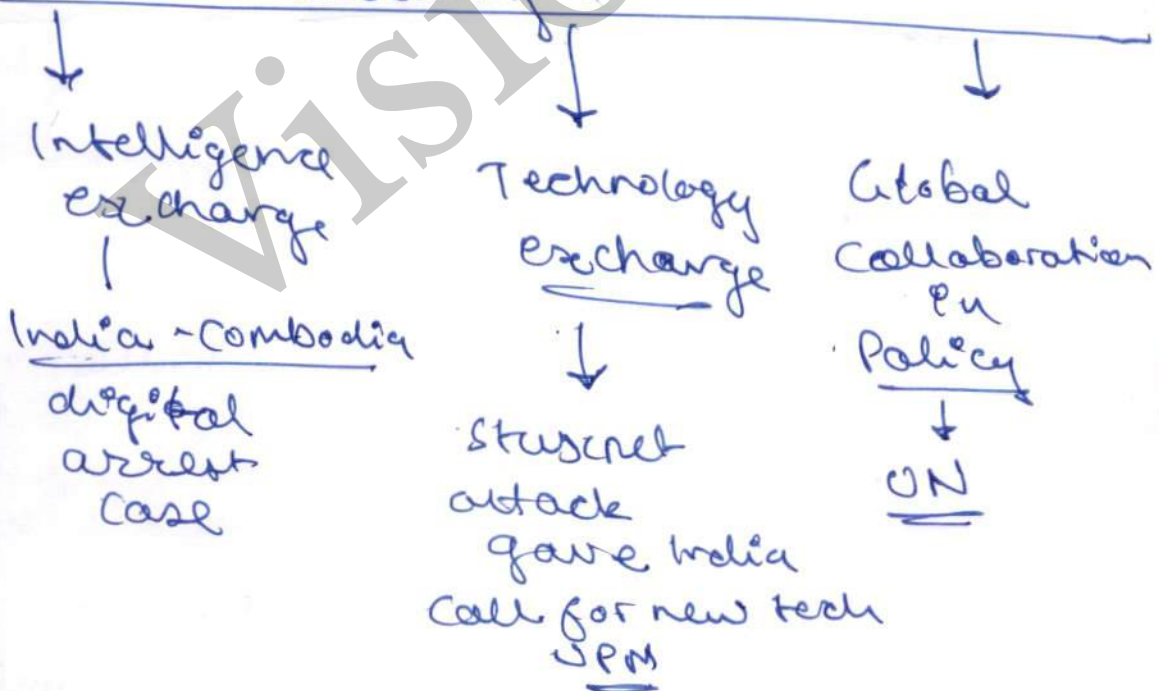 Intelligence
exchange
India - Combodia
digital
arrest
case
Technology
exchange
Stuxnet
attack
gave India
call for new tech
Global
Collaboration
in
Policy
UN